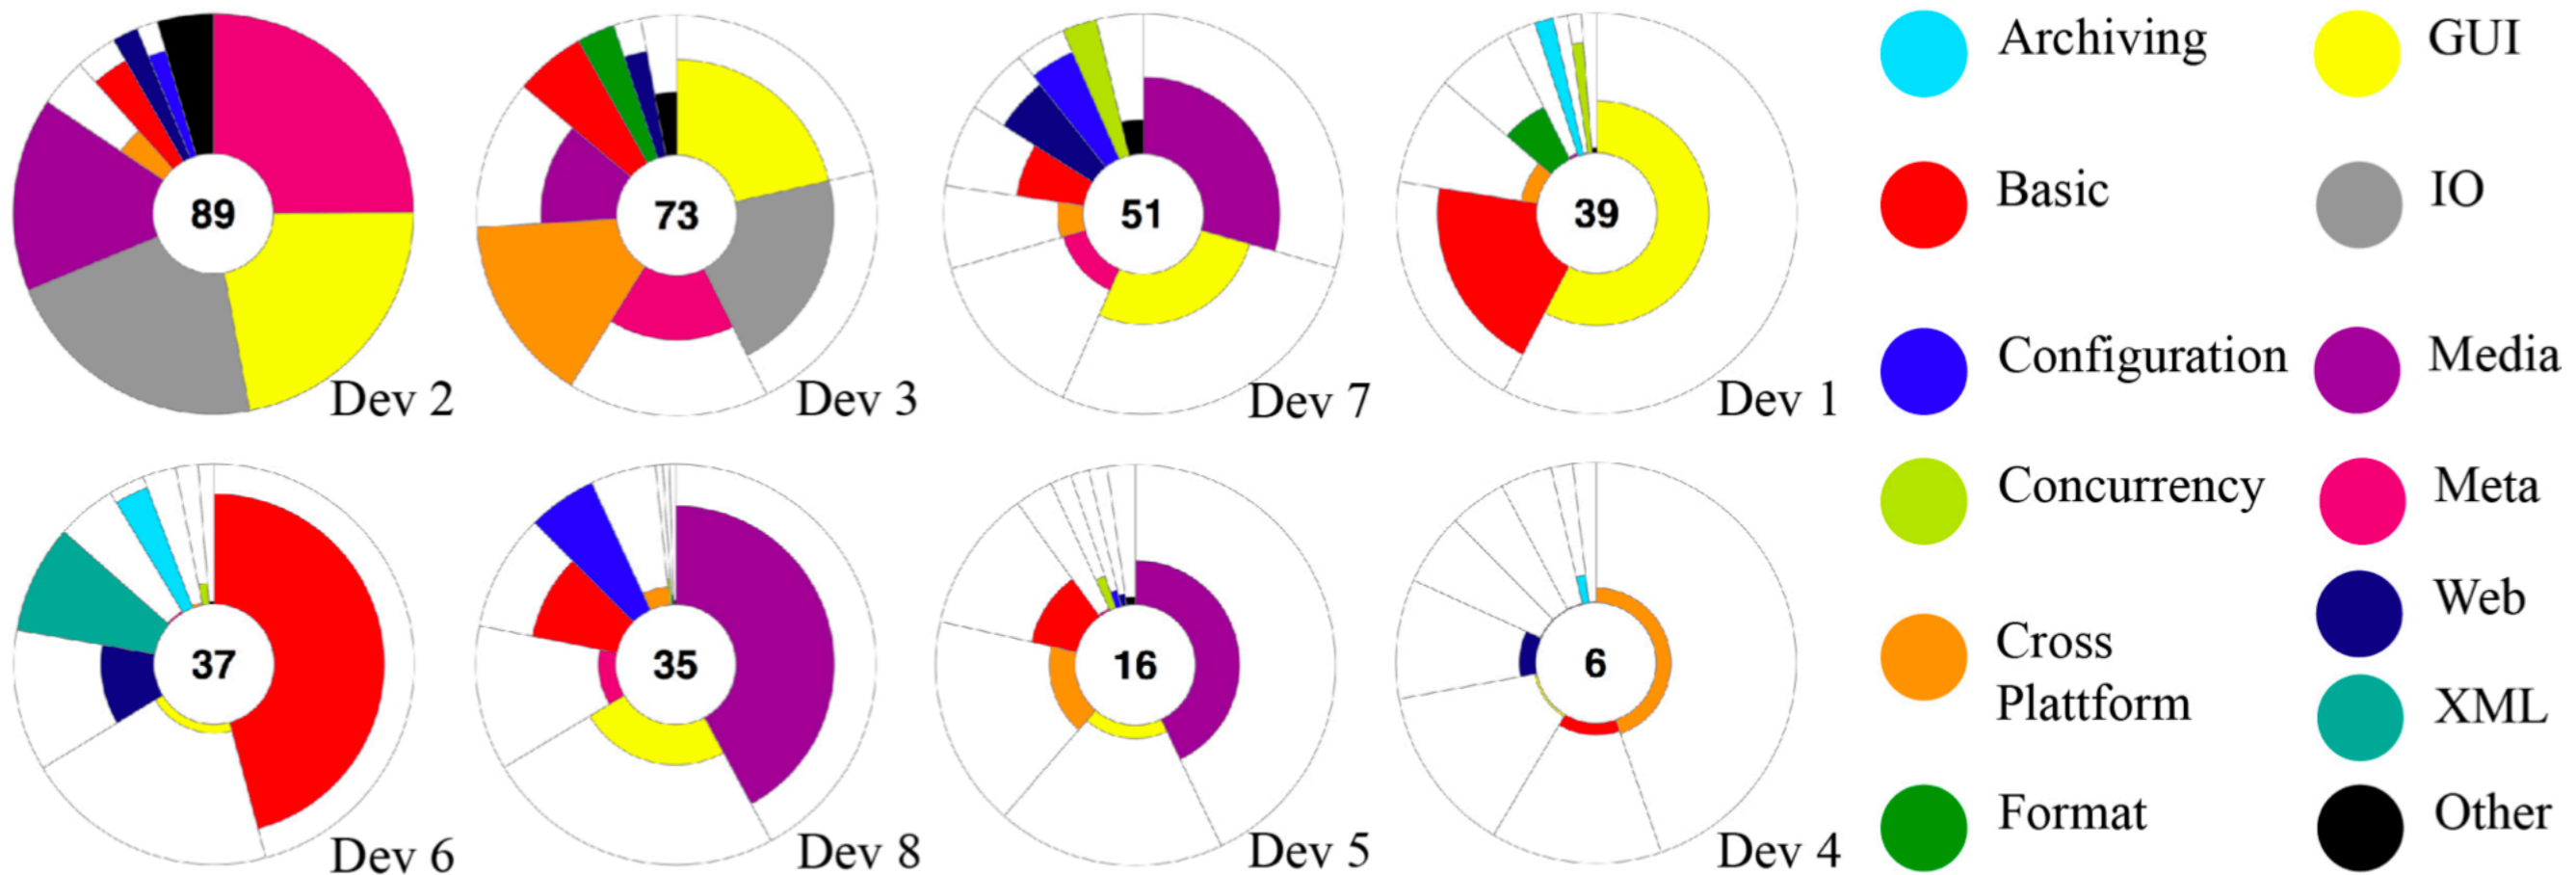 89
Dev 2
73
Dev 3
51
Dev 7
39
Dev 1
37
Dev 6
35
Dev 8
16
Dev 5
6
Dev 4
Archiving
Basic
Configuration
Concurrency
Cross
Plattform
Format
GUI
IO
Media
Meta
Web
XML
Other